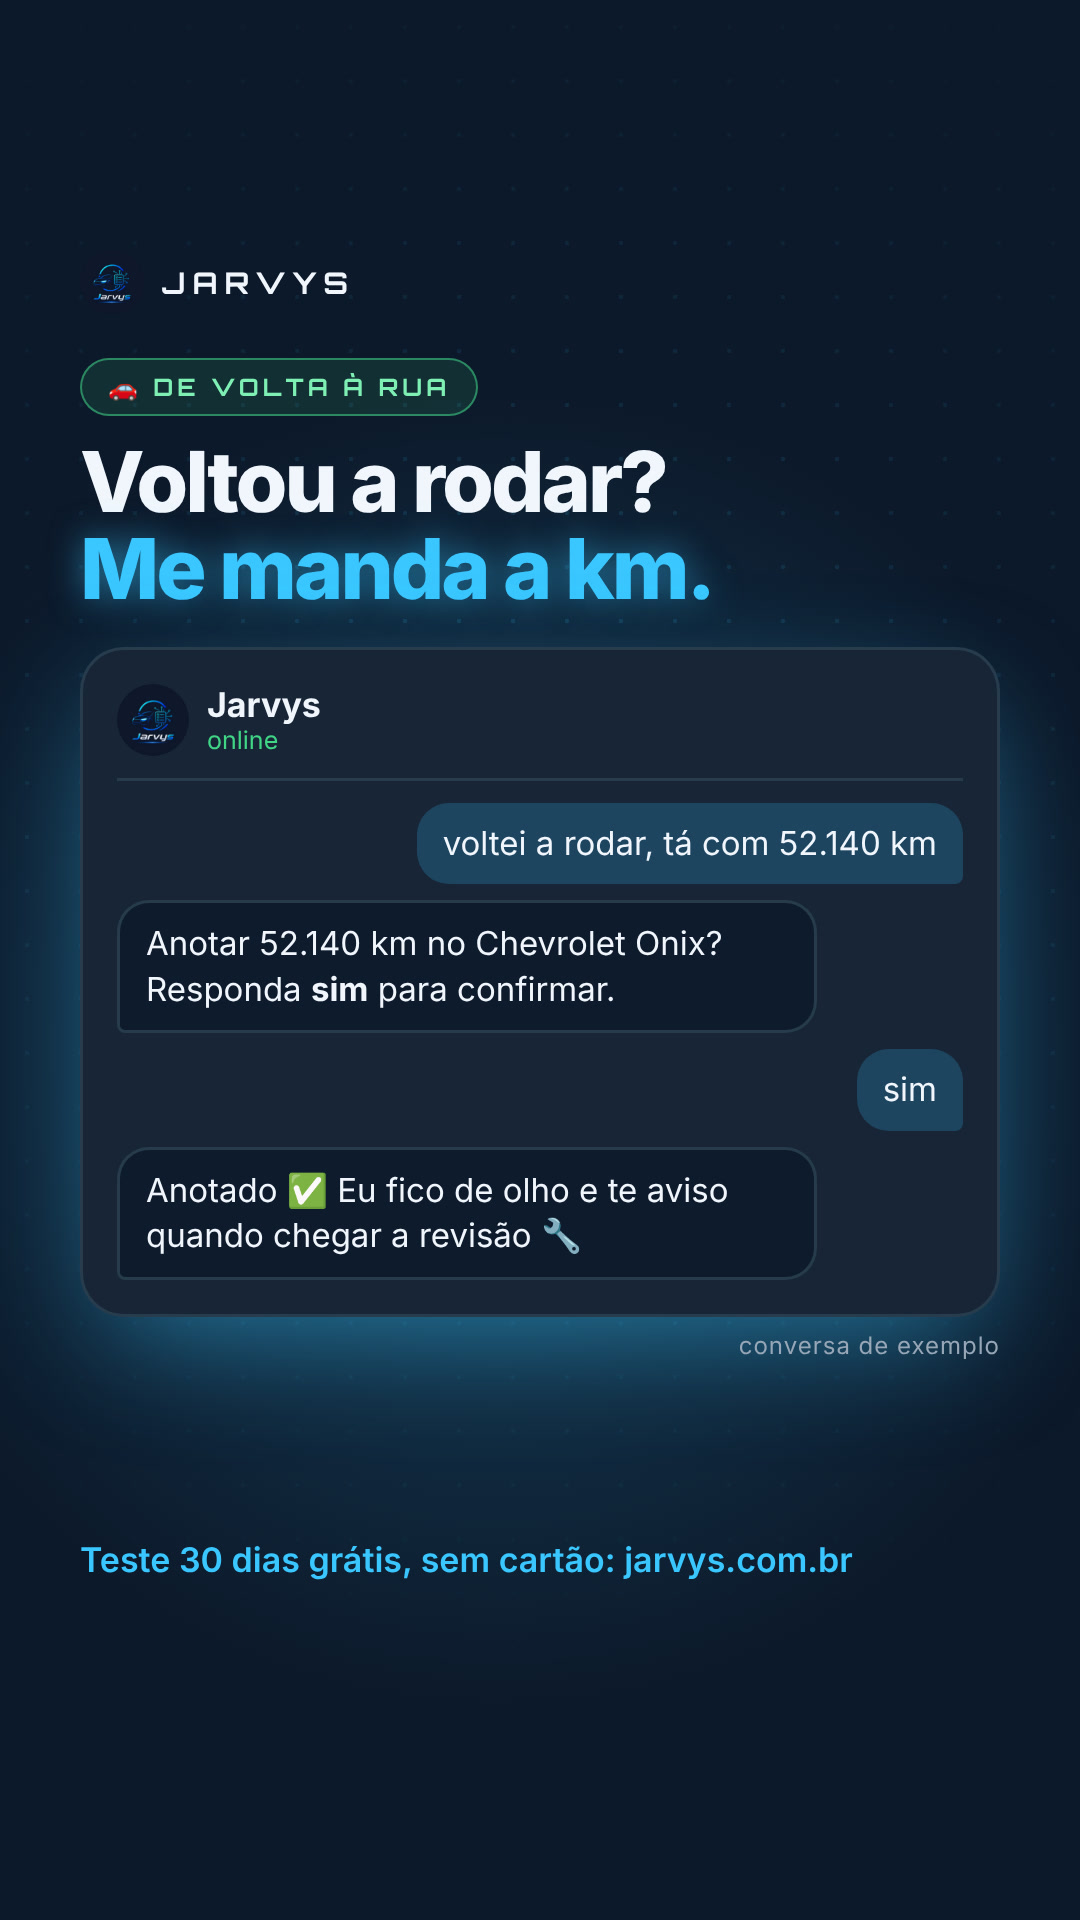 Jarvys
JARVYS
🚗 DE VOLTA À RUA
Voltou a rodar?
Me manda a km.
Jarvys
Jarvys
online
voltei a rodar, tá com 52.140 km
Anotar 52.140 km no Chevrolet Onix?
Responda sim para confirmar.
sim
Anotado ✅ Eu fico de olho e te aviso
quando chegar a revisão 🔧
conversa de exemplo
Teste 30 dias grátis, sem cartão: jarvys.com.br